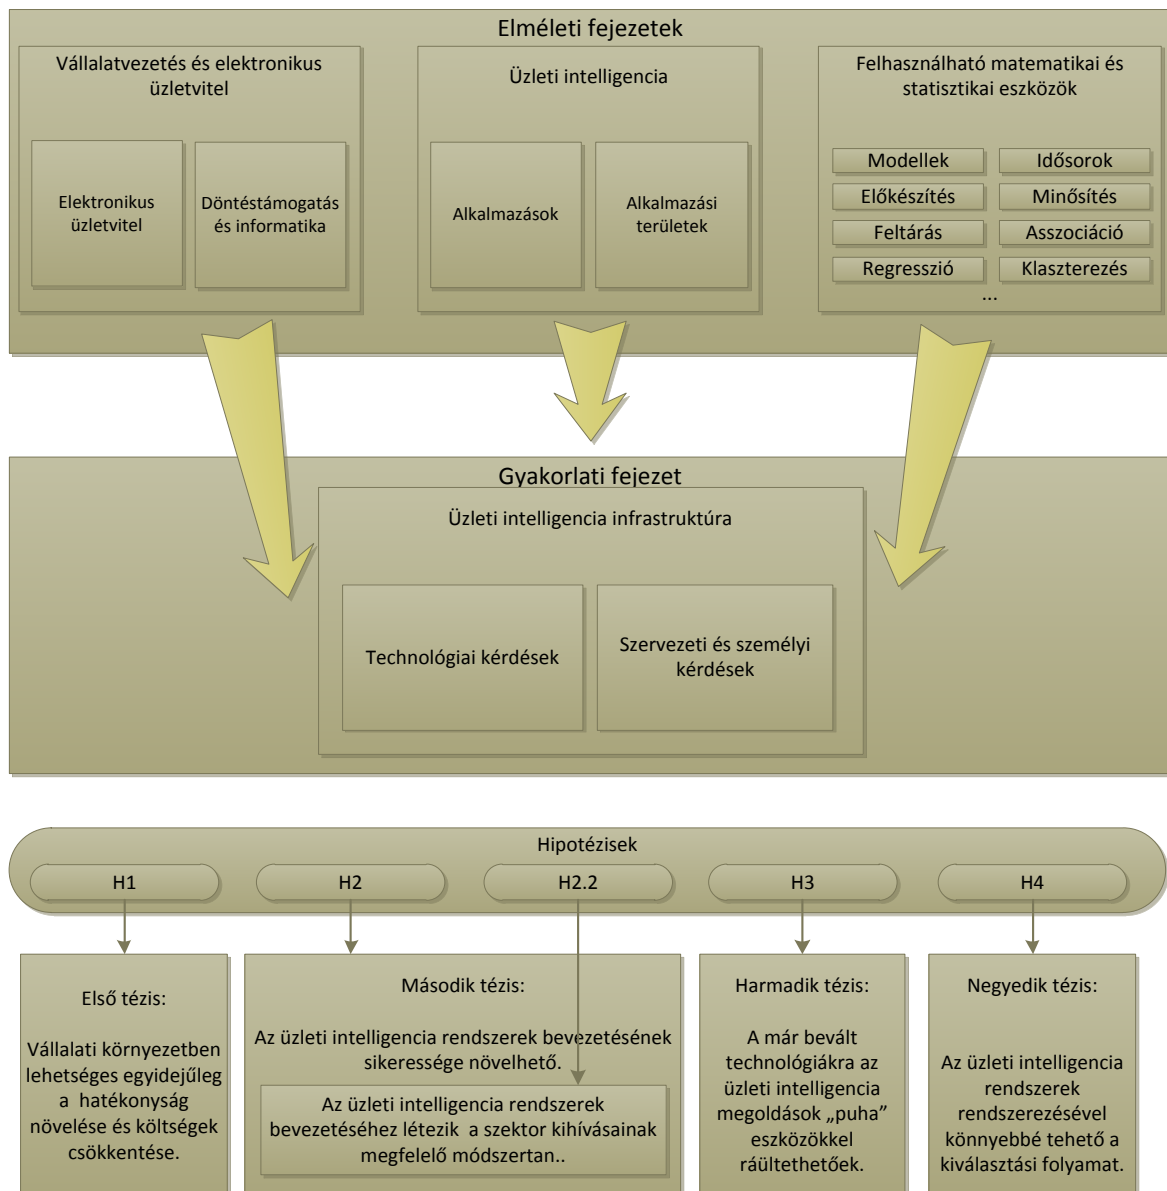 Elméleti fejezetek
Vállalatvezetés és elektronikus
üzletvitel
Elektronikus
üzletvitel
Döntéstámogatás
és informatika
Üzleti intelligencia
Alkalmazások
Alkalmazási
területek
Felhasználható matematikai és
statisztikai eszközök
Modellek
Idősorok
Előkészítés
Minősítés
Feltárás
Asszociáció
Regresszió
Klaszterezés
...
Gyakorlati fejezet
Üzleti intelligencia infrastruktúra
Technológiai kérdések
Szervezeti és személyi
kérdések
Hipotézisek
H1
H2
H2.2
H3
H4
Első tézis:
Vállalati környezetben
lehetséges egyidejűleg
a hatékonyság
növelése és költségek
csökkentése.
Második tézis:
Az üzleti intelligencia rendszerek bevezetésének
sikeressége növelhető.
Az üzleti intelligencia rendszerek
bevezetéséhez létezik a szektor kihívásainak
megfelelő módszertan..
Harmadik tézis:
A már bevált
technológiákra az
üzleti intelligencia
megoldások „puha”
eszközökkel
ráültethetőek.
Negyedik tézis:
Az üzleti intelligencia
rendszerek
rendszerezésével
könnyebbé tehető a
kiválasztási folyamat.